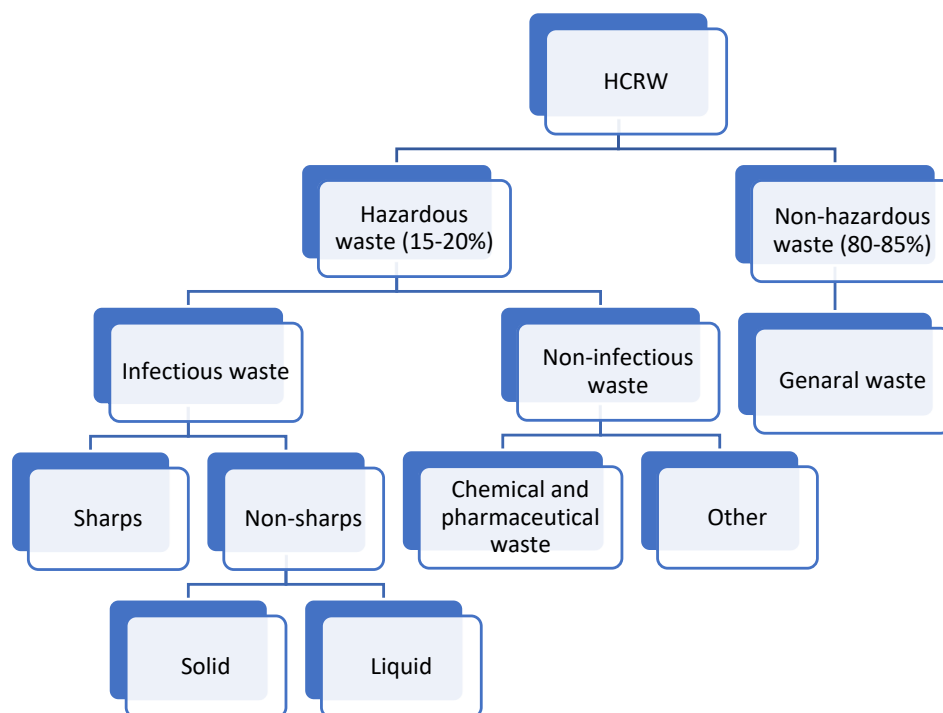 HCRW
Hazardous
waste (15-20%)
Non-hazardous
waste (80-85%)
Infectious waste
Non-infectious
waste
Genaral waste
Sharps
Non-sharps
Chemical and
pharmaceutical
waste
Other
Solid
Liquid